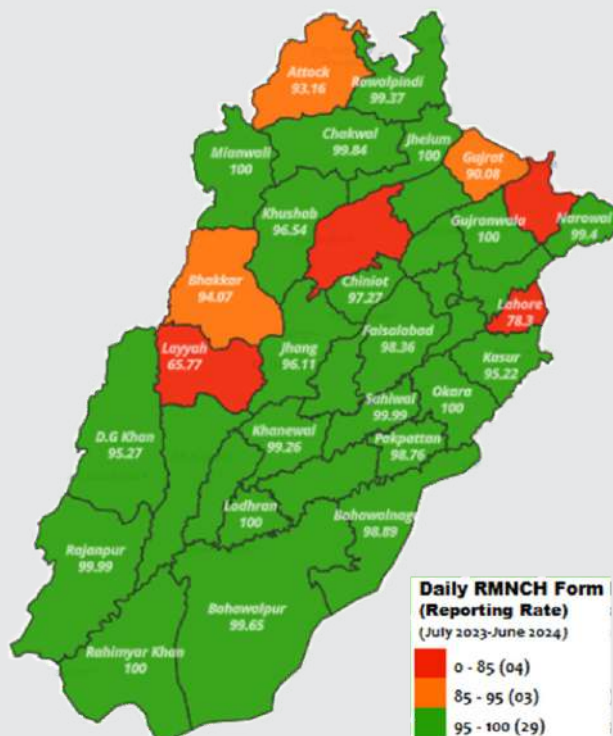 Attock
93.16
Rawalpindi
99.37
Chakwal
99.84
Jhelum
100
Mianwali
100
Gujrat
90.08
Khushab
96.54
Gujranwala
100
Narowal
99.4
Bhakkar
94.07
Chiniot
97.27
Lahore
78.3
Faisalabad
98.36
Layyah
65.77
Jhang
96.11
Kasur
95.22
Sahiwal
99.99
Okara
100
D.G Khan
95.27
Khanewal
99.26
Pakpattan
98.76
Lodhran
100
Bahawalnage
98.89
Rajanpur
99.99
Bahawalpur
99.65
Rahimyar Khan
100
Daily RMNCH Form
(Reporting Rate)
(July 2023-June 2024)
0 - 85 (04)
85 - 95 (03)
95 - 100 (29)